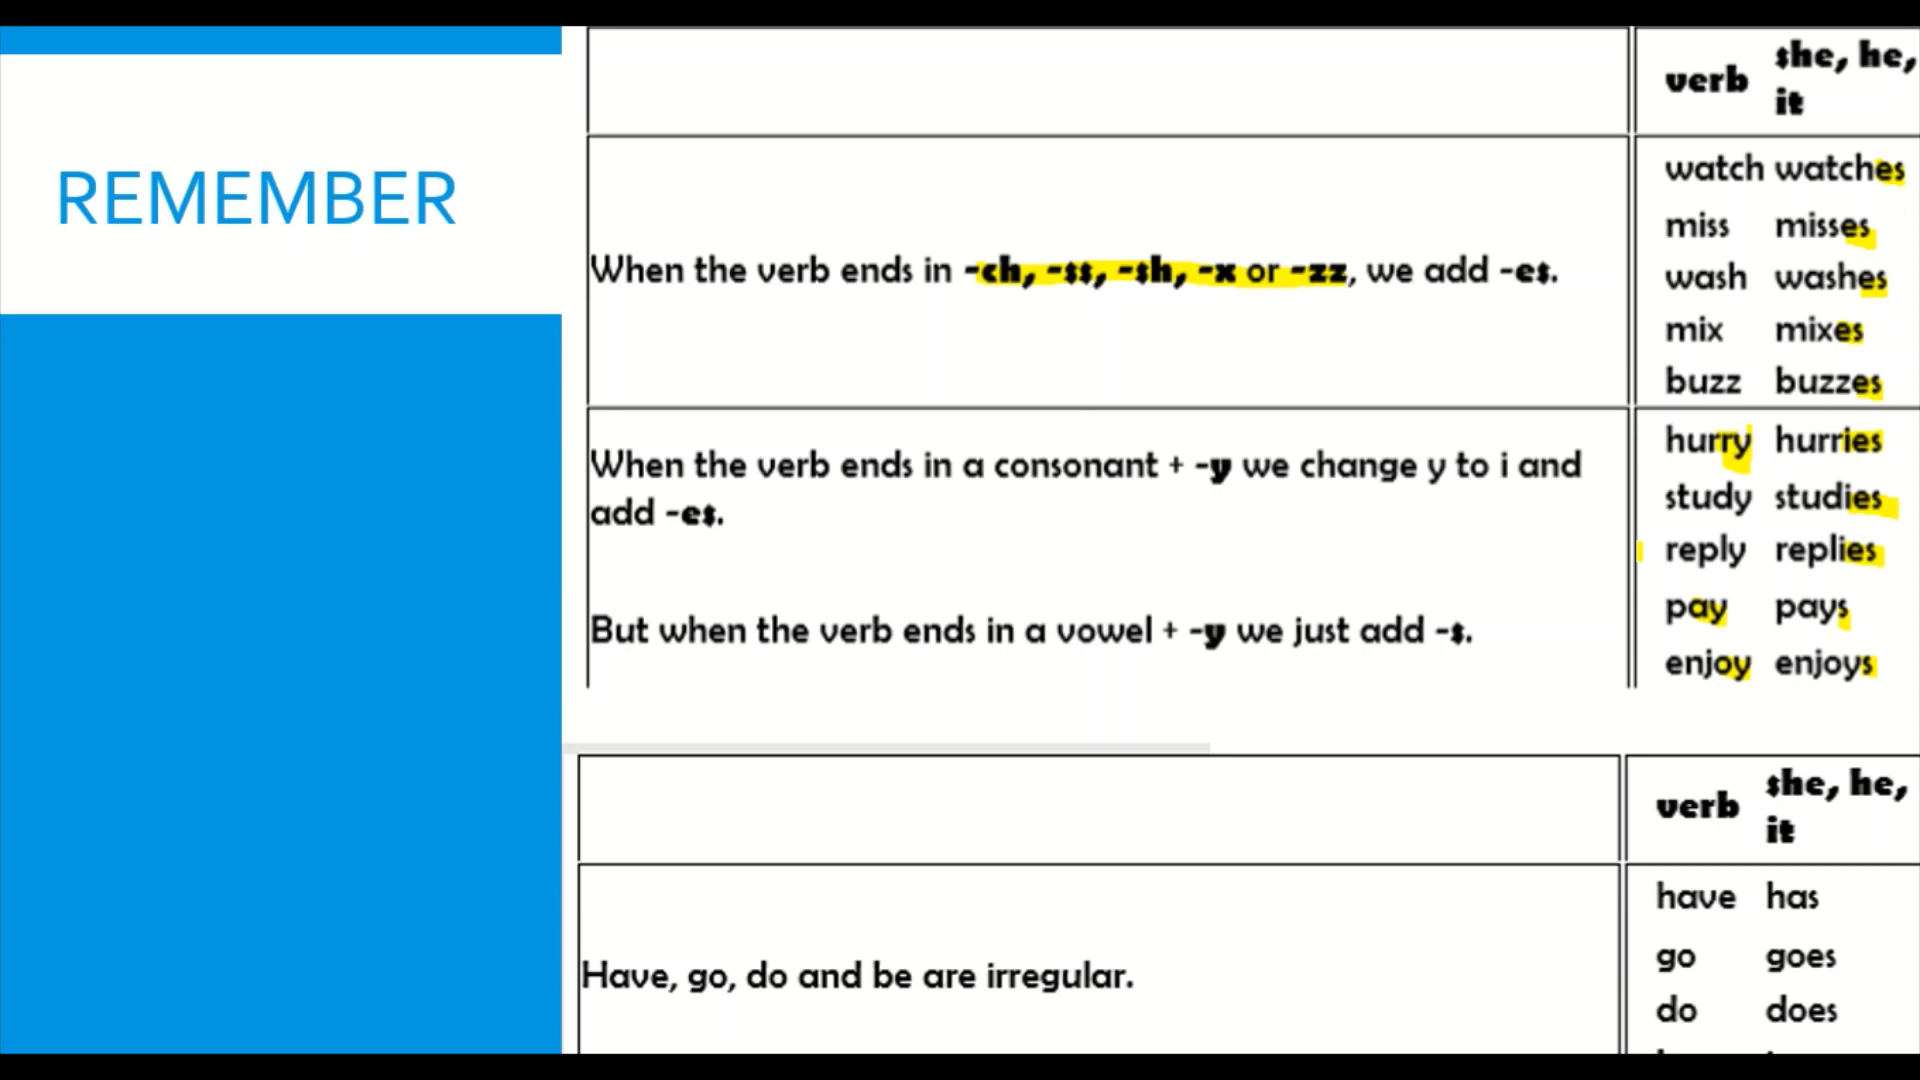 REMEMBER
verb she, he,
it
When the verb ends in -ch, -ss, -sh, -x or -zz, we add -es.
watch watches
miss misses
wash washes
mix mixes
buzz buzzes
When the verb ends in a consonant + -y we change y to i and
add -es.
But when the verb ends in a vowel + -y we just add -s.
hurry hurries
study studies
reply replies
pay pays
enjoy enjoys
verb she, he,
it
Have, go, do and be are irregular.
have has
go goes
do does